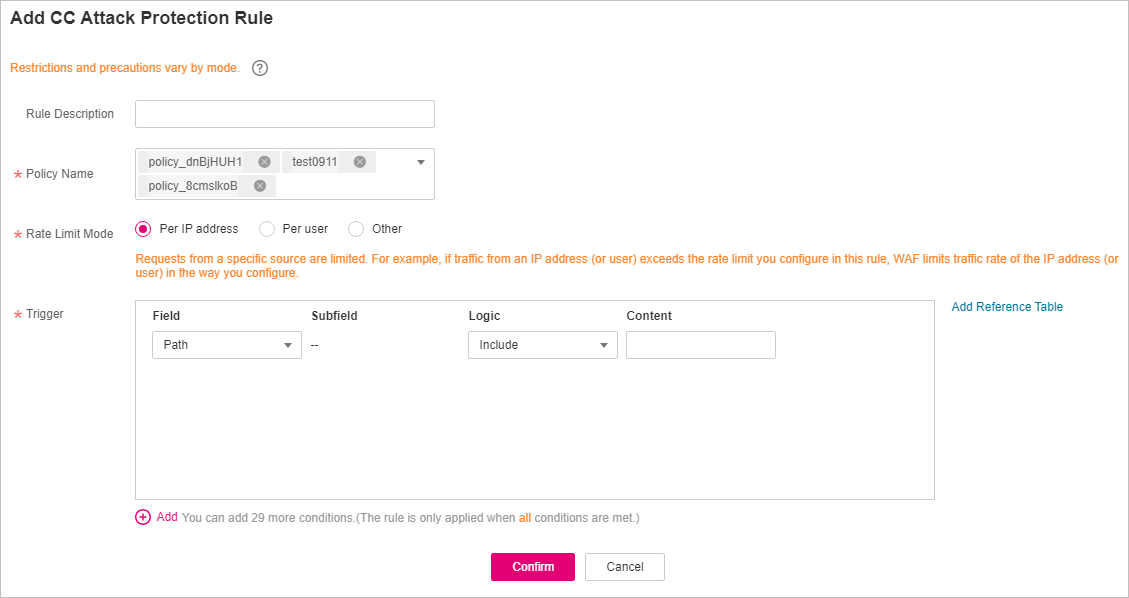 Add CC Attack Protection Rule
Restrictions and precautions vary by mode. ?
Rule Description
* Policy Name
policy_dnBjHUH1 test0911
policy_8cmslkoB
* Rate Limit Mode
Per IP address Per user Other
Requests from a specific source are limited. For example, if traffic from an IP address (or user) exceeds the rate limit you configure in this rule, WAF limits traffic rate of the IP address (or
user) in the way you configure.
* Trigger
Field Subfield Logic Content
Add Reference Table
Path -- Include
Add You can add 29 more conditions.(The rule is only applied when all conditions are met.)
Confirm Cancel